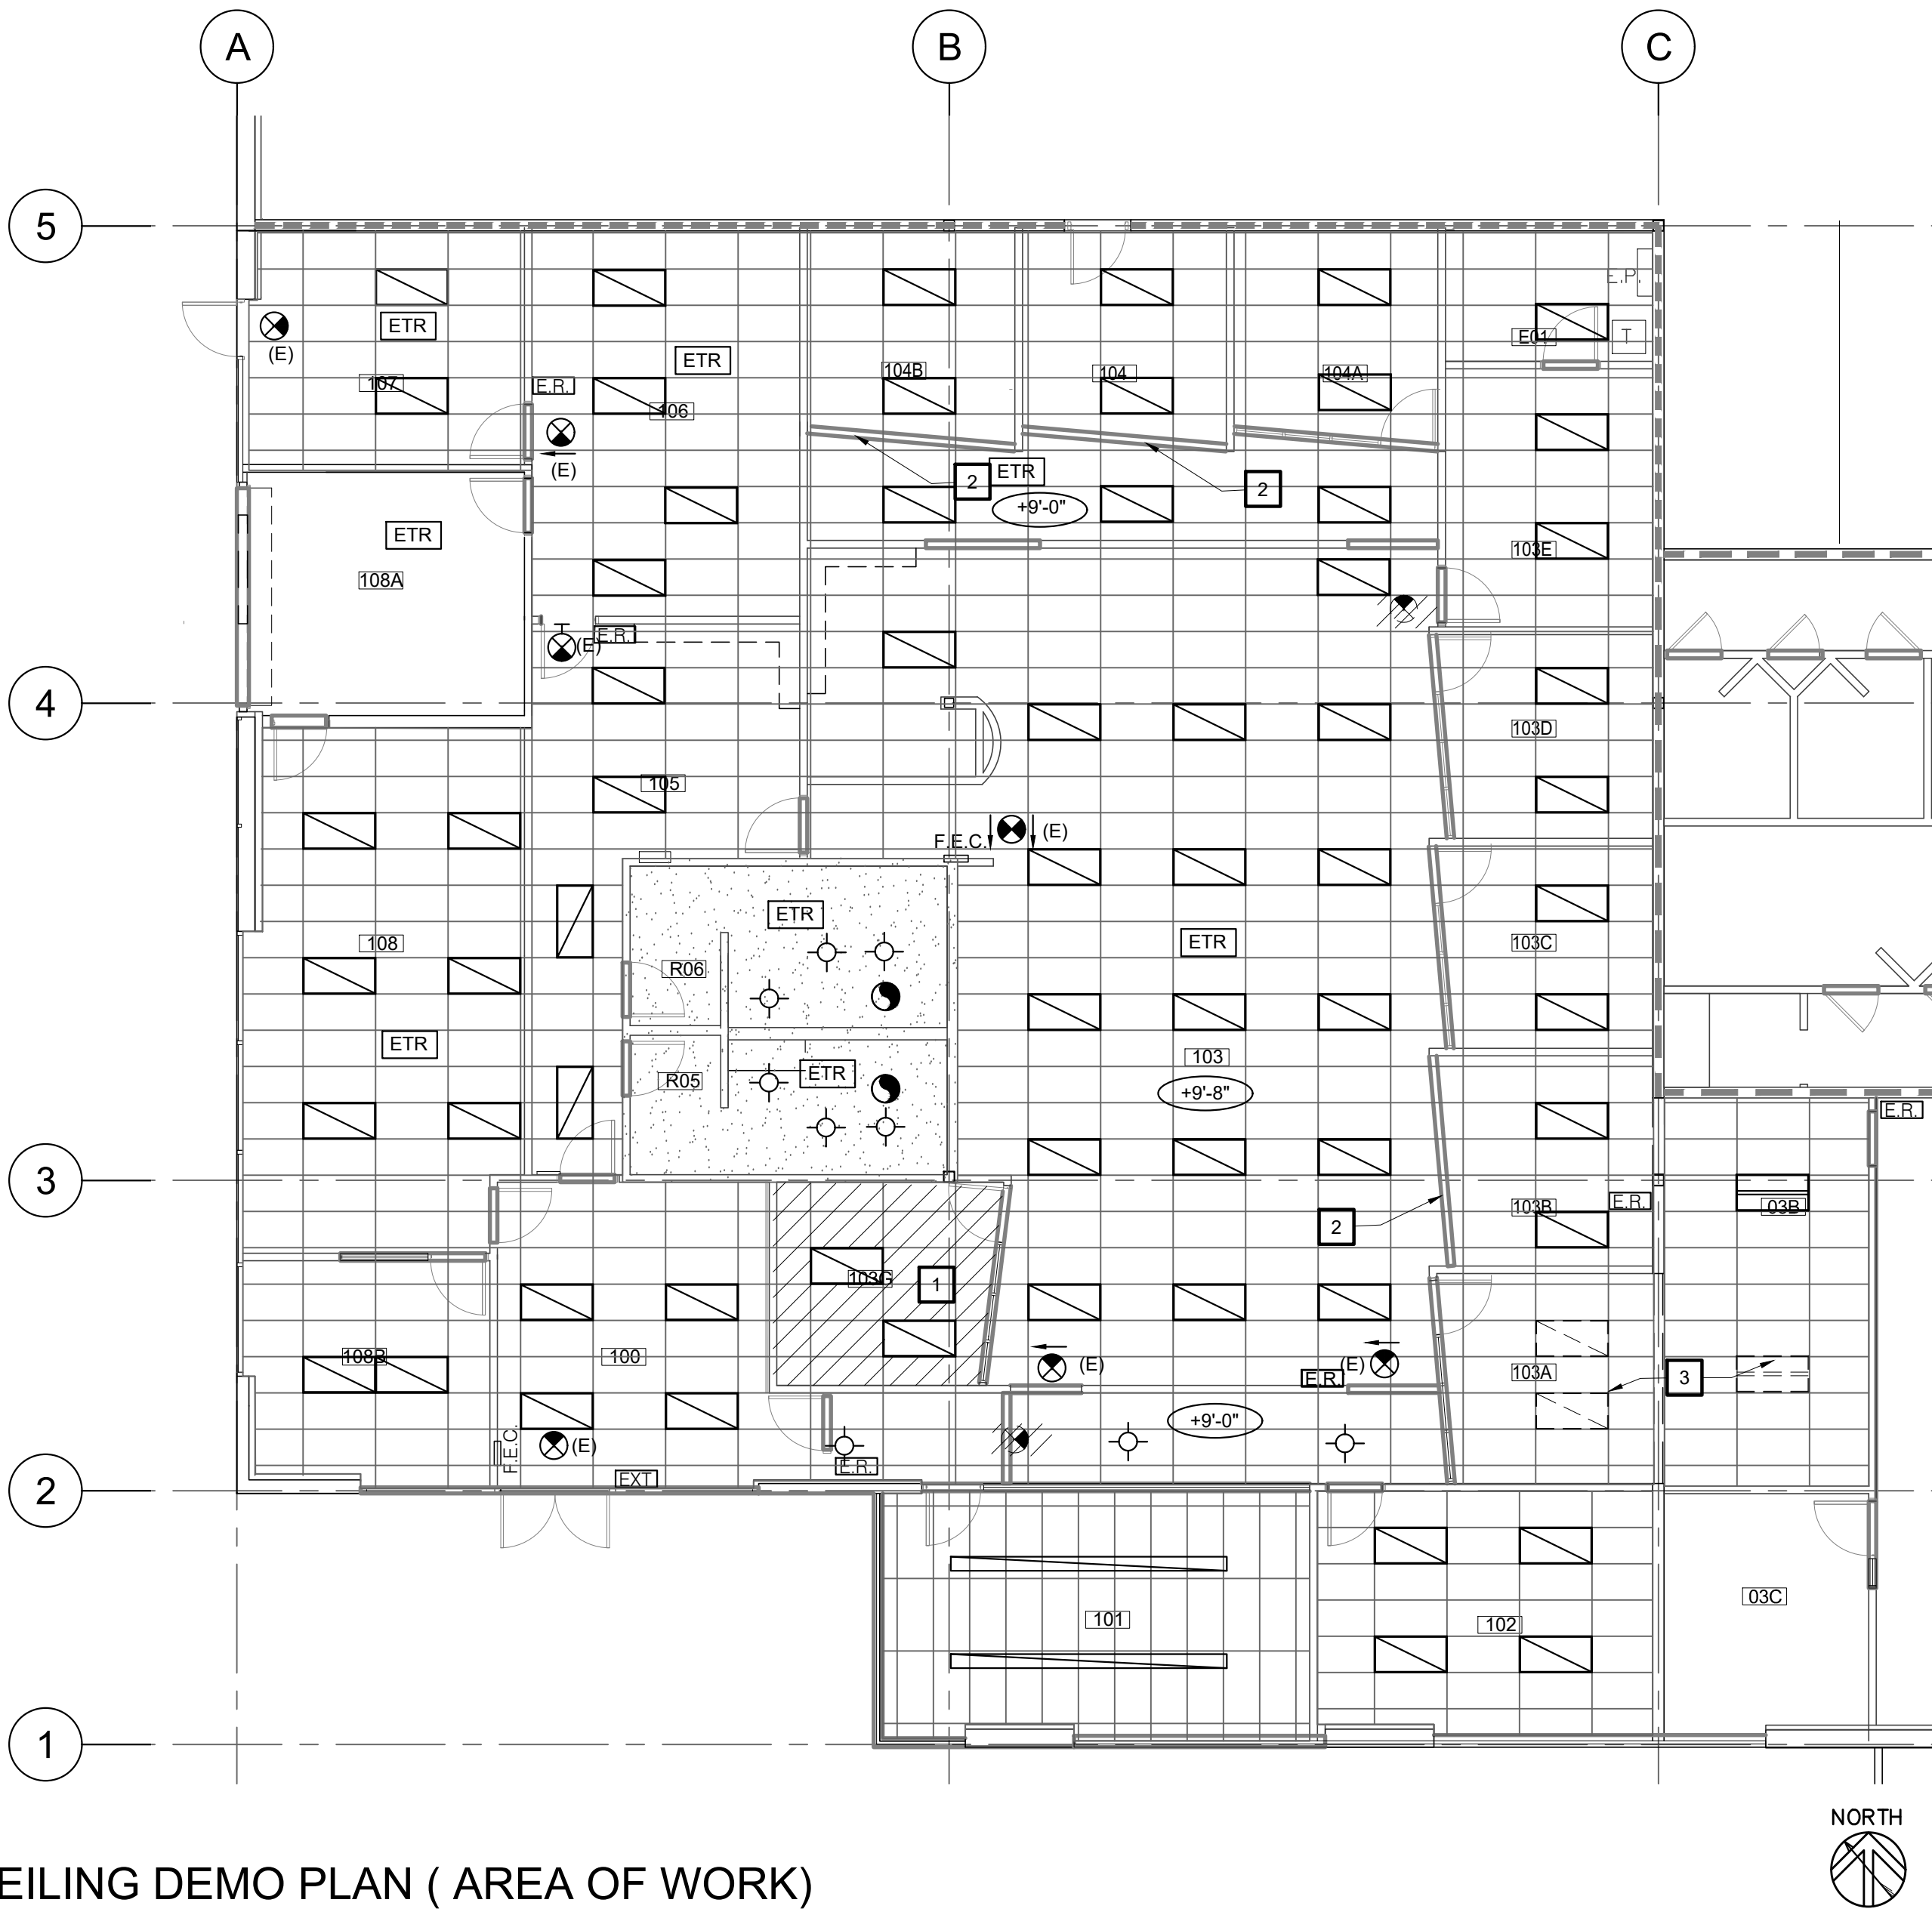 A
B
C
5
E.P.
ETR
(E)
E01
T
ETR
104B
104
104A
107
E.R.
106
(E)
ETR
2
2
+9'-0"
ETR
103E
108A
E.R.
(E)
4
103D
105
F.E.C.
(E)
ETR
108
ETR
103C
R06
ETR
103
ETR
R05
+9'-8"
E.R.
3
2
103B
E.R.
03B
103G
1
108B
100
(E)
(E)
E.R.
103A
3
+9'-0"
F.E.C.
(E)
E.R.
EXT
2
101
102
03C
1
NORTH
EILING DEMO PLAN ( AREA OF WORK)